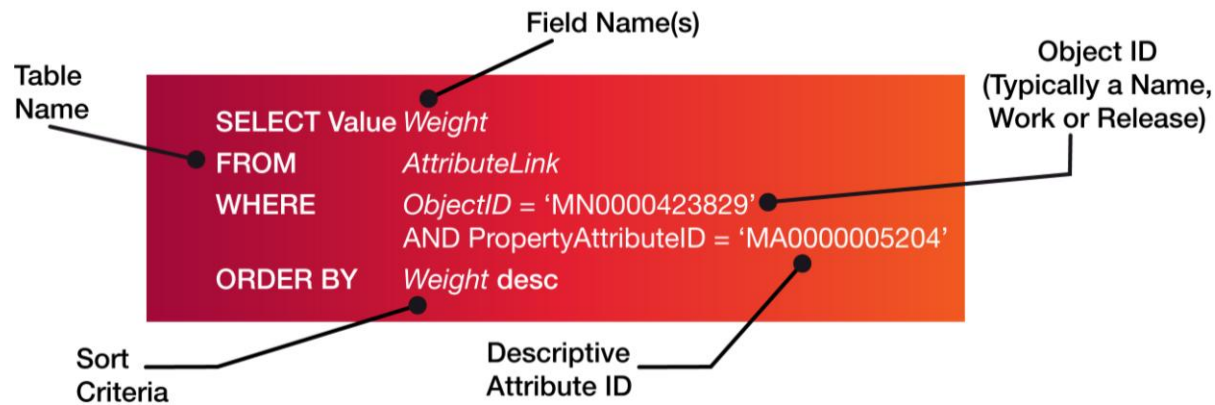 Field Name(s)
Table
Name
Object ID
(Typically a Name,
Work or Release)
SELECT Value Weight
FROM AttributeLink
WHERE ObjectID = ‘MN0000423829’
AND PropertyAttributeID = ‘MA0000005204’
ORDER BY Weight desc
Sort
Criteria
Descriptive
Attribute ID